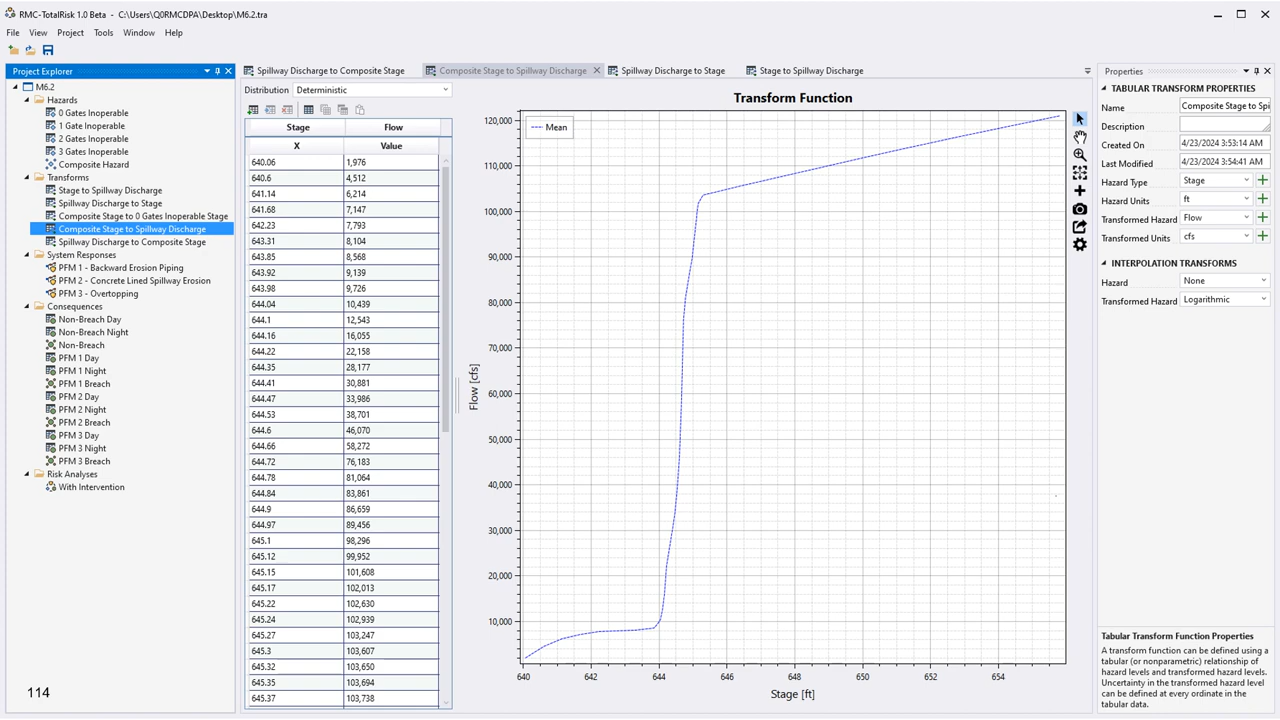 RMC-TotalRisk 1.0 Beta - C:\Users\Q0RMCDPA\Desktop\M6.2.tra
File View Project Tools Window Help
Project Explorer
M6.2
Hazards
0 Gates Inoperable
1 Gate Inoperable
2 Gates Inoperable
3 Gates Inoperable
Composite Hazard
Transforms
Stage to Spillway Discharge
Spillway Discharge to Stage
Composite Stage to 0 Gates Inoperable Stage
Composite Stage to Spillway Discharge
Spillway Discharge to Composite Stage
System Responses
PFM 1 - Backward Erosion Piping
PFM 2 - Concrete Lined Spillway Erosion
PFM 3 - Overtopping
Consequences
Non-Breach Day
Non-Breach Night
Non-Breach
PFM 1 Day
PFM 1 Night
PFM 1 Breach
PFM 2 Day
PFM 2 Night
PFM 2 Breach
PFM 3 Day
PFM 3 Night
PFM 3 Breach
Risk Analyses
With Intervention
114
Spillway Discharge to Composite Stage
Composite Stage to Spillway Discharge
Spillway Discharge to Stage
Stage to Spillway Discharge
Distribution Deterministic
Stage Flow
X Value
640.06 1,976
640.6 4,512
641.14 6,214
641.68 7,147
642.23 7,793
643.31 8,104
643.85 8,568
643.92 9,139
643.98 9,726
644.04 10,439
644.1 12,543
644.16 16,055
644.22 22,158
644.35 28,177
644.41 30,881
644.47 33,986
644.53 38,701
644.6 46,070
644.66 58,272
644.72 76,183
644.78 81,064
644.84 83,861
644.9 86,659
644.97 89,456
645.1 98,296
645.12 99,952
645.15 101,608
645.17 102,013
645.22 102,630
645.24 102,939
645.27 103,247
645.3 103,607
645.32 103,650
645.35 103,694
645.37 103,738
Transform Function
Mean
120,000
110,000
100,000
90,000
80,000
70,000
60,000
50,000
40,000
30,000
20,000
10,000
Flow [cfs]
640 642 644 646 648 650 652 654
Stage [ft]
Properties
TABULAR TRANSFORM PROPERTIES
Name Composite Stage to Spi
Description
Created On 4/23/2024 3:53:14 AM
Last Modified 4/23/2024 3:54:41 AM
Hazard Type Stage
Hazard Units ft
Transformed Hazard Flow
Transformed Units cfs
INTERPOLATION TRANSFORMS
Hazard None
Transformed Hazard Logarithmic
Tabular Transform Function Properties
A transform function can be defined using a
tabular (or nonparametric) relationship of
hazard levels and transformed hazard levels.
Uncertainty in the transformed hazard level
can be defined at every ordinate in the
tabular data.